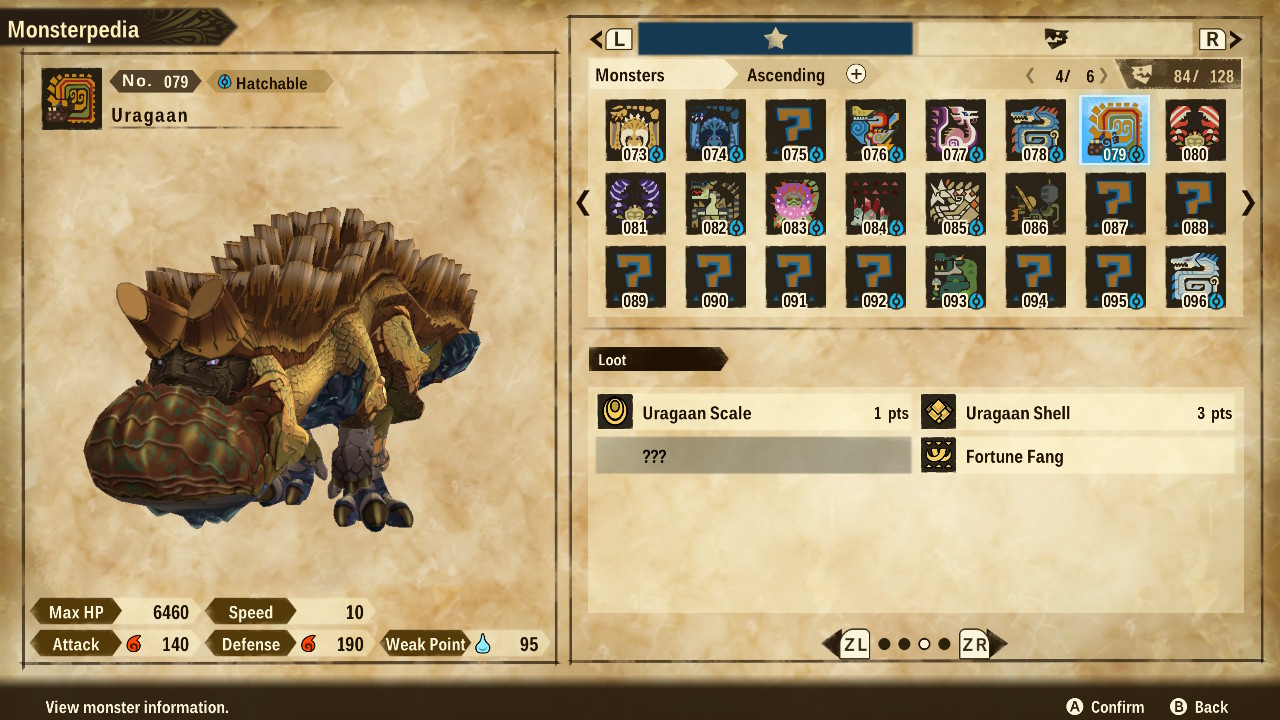 Monsterpedia
No. 079 Hatchable
Uragaan
Max HP 6460 Speed 10
Attack 140 Defense 190 Weak Point 95
L R
Monsters Ascending + 4/ 6 84/ 128
073 074 ? 075 076 077 078 079 080
081 082 083 084 085 086 ? 087 ? 088
? 089 ? 090 ? 091 ? 092 093 ? 094 ? 095 096
Loot
Uragaan Scale 1 pts Uragaan Shell 3 pts
??? Fortune Fang
ZL ZR
View monster information. A Confirm B Back